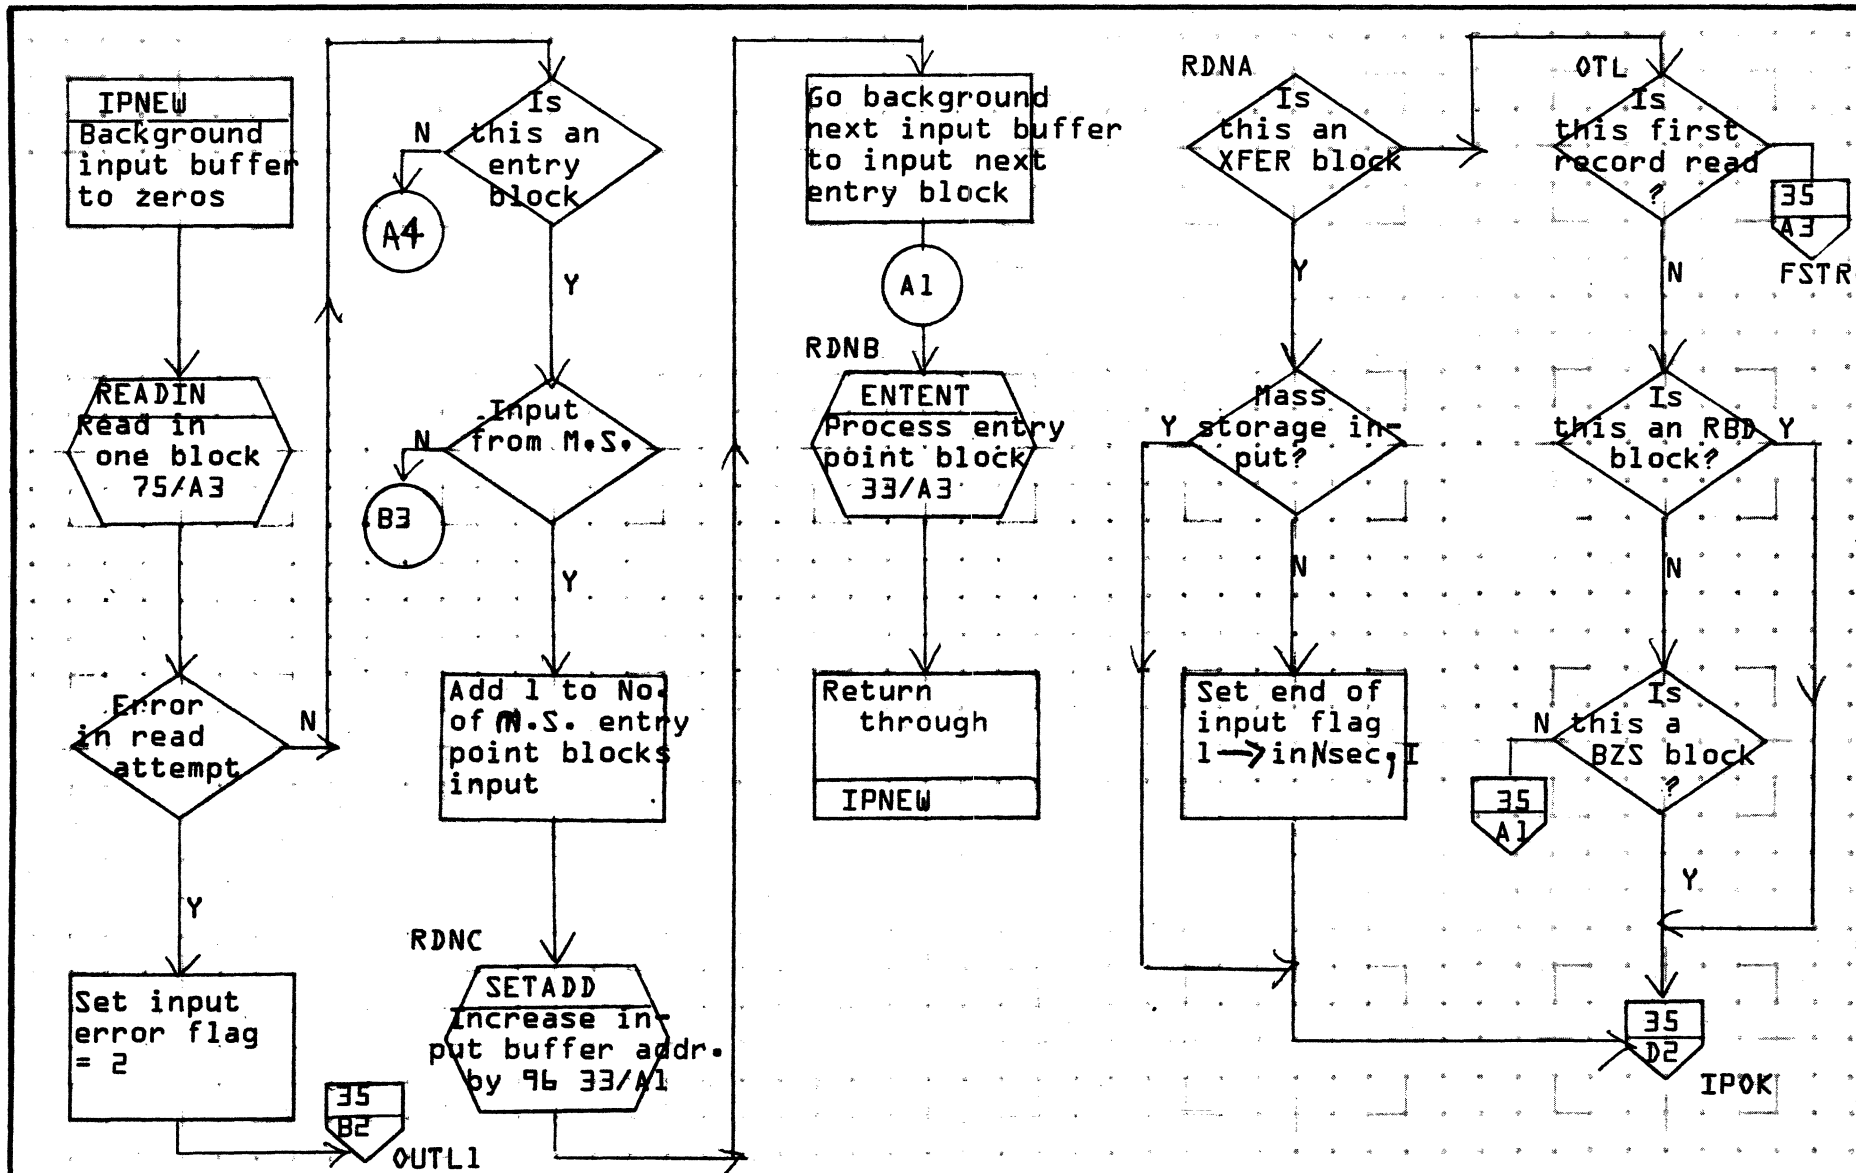 IPNEW
Background
input buffer
to zeros
READIN
Read in
one block
75/A3
Error
in read
attempt
N
Y
Set input
error flag
= 2
35
B2
OUTL1
Is
this an
entry
block
N
A4
Y
Input
from M.S.
N
B3
Y
Add 1 to No.
of M.S. entry
point blocks
input
RDNC
SETADD
Increase in-
put buffer addr.
by 96 33/A1
Go background
next input buffer
to input next
entry block
A1
RDNB
ENTENT
Process entry
point block
33/A3
Return
through
IPNEW
RDNA
Is
this an
XFER block
Y
Mass
storage in-
put?
Y
N
Set end of
input flag
1→inNsec,I
OTL
Is
this first
record read
?
35
A3
FSTR
N
Is
this an RBD
block?
Y
N
Is
this a
BZS block
?
N
35
A1
Y
35
D2
IPOK